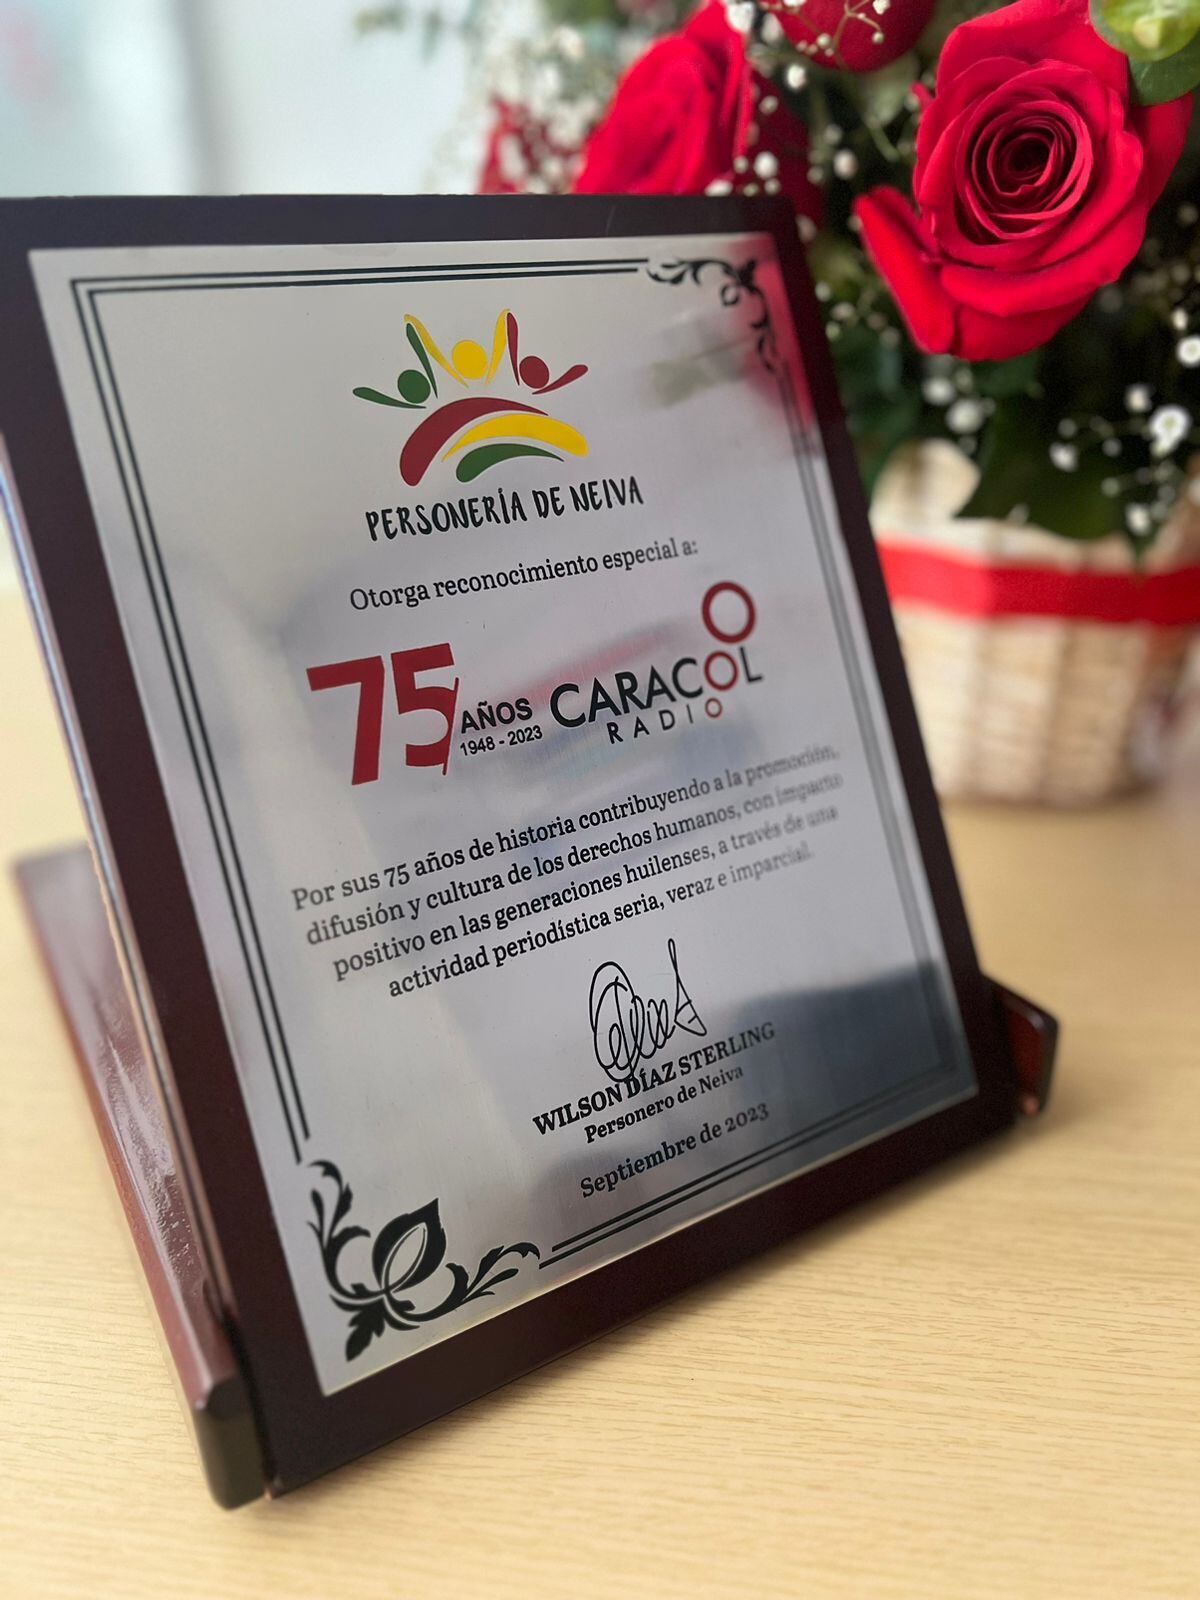 PERSONERÍA DE NEIVA
Otorga reconocimiento especial a:
75 AÑOS
1948 - 2023
CARACOL
RADIO
Por sus 75 años de historia contribuyendo a la promoción,
difusión y cultura de los derechos humanos, con impacto
positivo en las generaciones huilenses, a través de una
actividad periodística seria, veraz e imparcial.
WILSON DÍAZ STERLING
Personero de Neiva
Septiembre de 2023